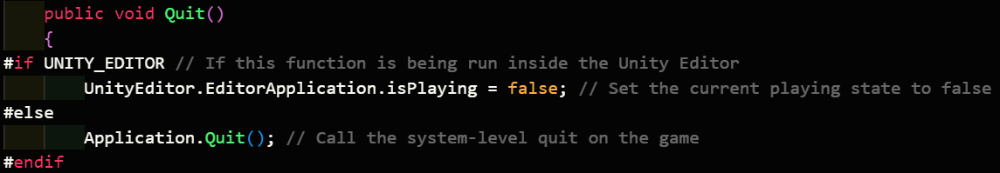 public void Quit()
{
#if UNITY_EDITOR // If this function is being run inside the Unity Editor
UnityEditor.EditorApplication.isPlaying = false; // Set the current playing state to false
#else
Application.Quit(); // Call the system-level quit on the game
#endif